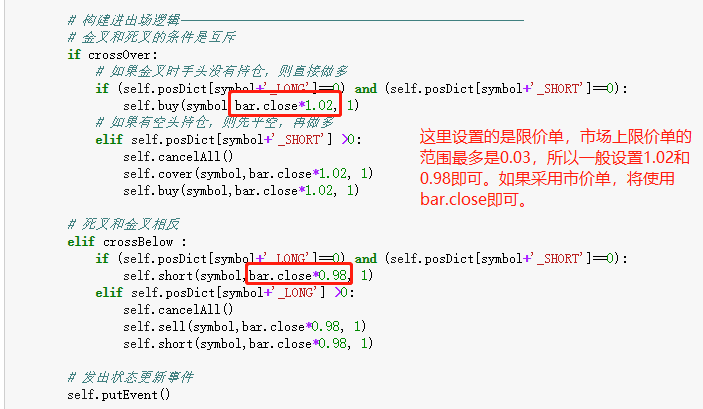 # 构建进出场逻辑
# 金叉和死叉的条件是互斥
if crossOver:
# 如果金叉时手头没有持仓，则直接做多
if (self.posDict[symbol+'_LONG']==0) and (self.posDict[symbol+'_SHORT']==0):
self.buy(symbol,bar.close*1.02, 1)
# 如果有空头持仓，则先平空，再做多
elif self.posDict[symbol+'_SHORT'] >0:
self.cancelAll()
self.cover(symbol,bar.close*1.02, 1)
self.buy(symbol,bar.close*1.02, 1)
这里设置的是限价单，市场上限价单的
范围最多是0.03，所以一般设置1.02和
0.98即可。如果采用市价单，将使用
bar.close即可。
# 死叉和金叉相反
elif crossBelow :
if (self.posDict[symbol+'_LONG']==0) and (self.posDict[symbol+'_SHORT']==0):
self.short(symbol,bar.close*0.98, 1)
elif self.posDict[symbol+'_LONG'] >0:
self.cancelAll()
self.sell(symbol,bar.close*0.98, 1)
self.short(symbol,bar.close*0.98, 1)
# 发出状态更新事件
self.putEvent()